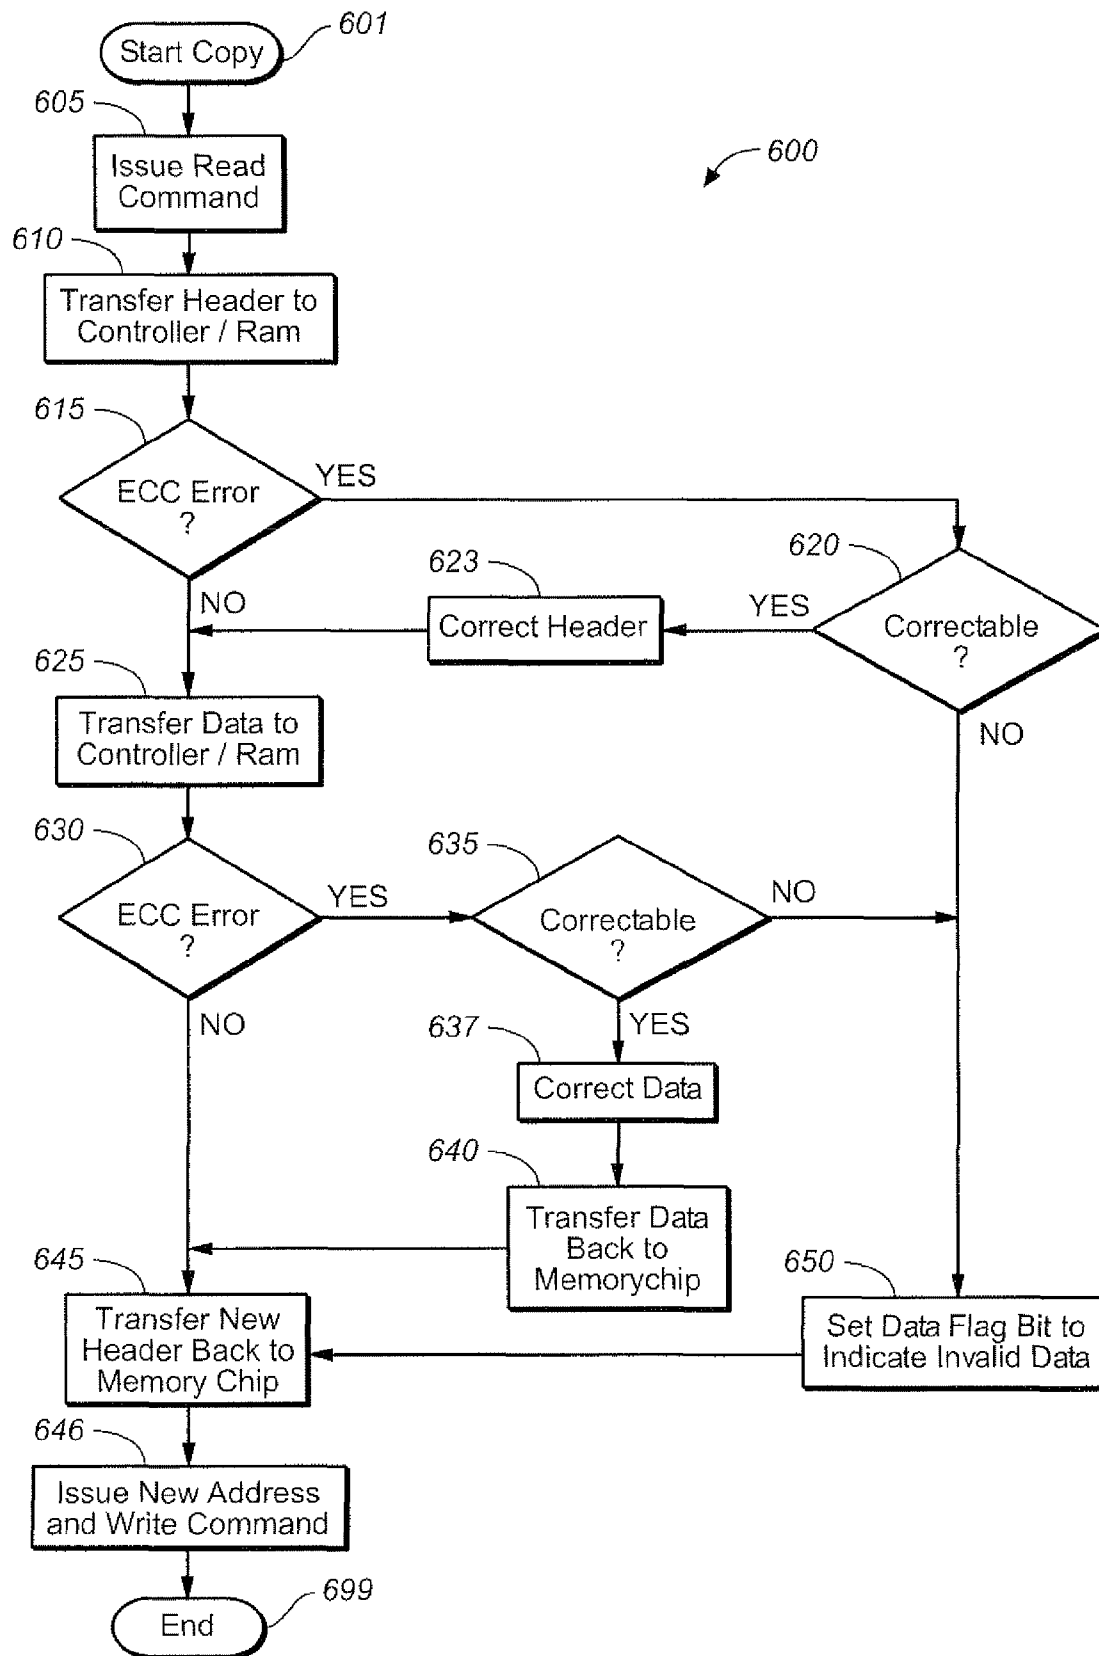 Start Copy
601
605
Issue Read
Command
600
610
Transfer Header to
Controller / Ram
615
ECC Error
?
YES
NO
620
Correctable
?
YES
NO
623
Correct Header
625
Transfer Data to
Controller / Ram
630
ECC Error
?
YES
NO
635
Correctable
?
NO
YES
637
Correct Data
640
Transfer Data
Back to
Memorychip
645
Transfer New
Header Back to
Memory Chip
650
Set Data Flag Bit to
Indicate Invalid Data
646
Issue New Address
and Write Command
End
699